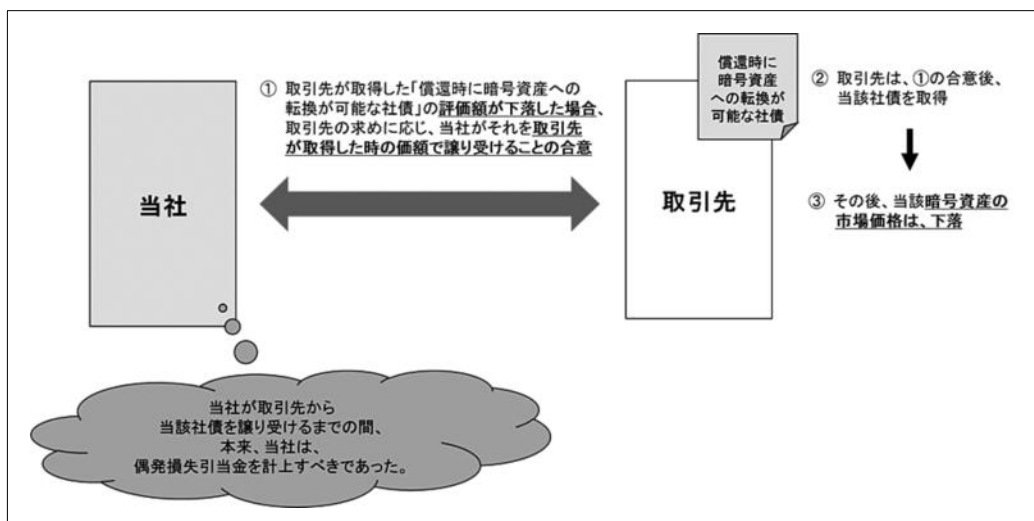 当社
① 取引先が取得した「償還時に暗号資産への
転換が可能な社債」の評価額が下落した場合、
取引先の求めに応じ、当社がそれを取引先
が取得した時の価額で譲り受けることの合意
取引先
償還時に
暗号資産
への転換が
可能な社債
② 取引先は、①の合意後、
当該社債を取得
③ その後、当該暗号資産の
市場価格は、下落
当社が取引先から
当該社債を譲り受けるまでの間、
本来、当社は、
偶発損失引当金を計上すべきであった。